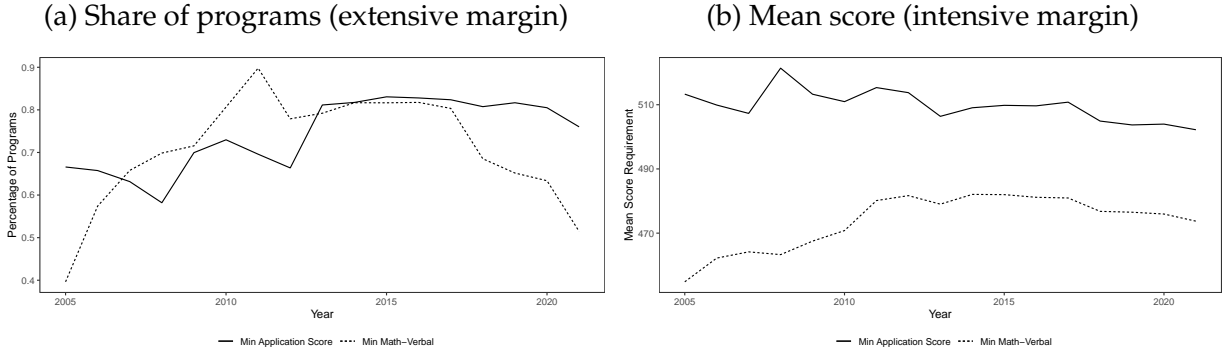 (a) Share of programs (extensive margin)
Percentage of Programs
0.9
0.8
0.7
0.6
0.5
0.4
2005 2010 2015 2020
Year
Min Application Score Min Math−Verbal
(b) Mean score (intensive margin)
Mean Score Requirement
510
490
470
2005 2010 2015 2020
Year
Min Application Score Min Math−Verbal